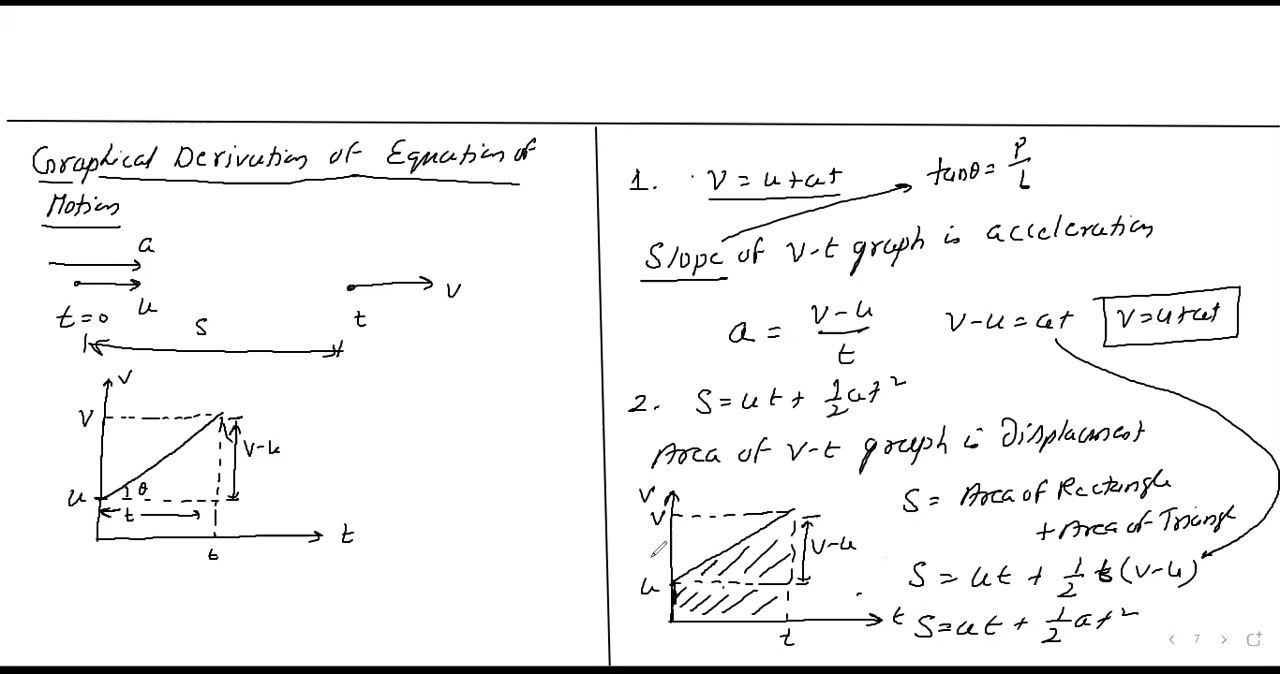 Graphical Derivation of Equation of
Motion
a
u
t=0
S
t
v
v
V
V-u
u
θ
t
t
t
1. V = u+at
tanθ = P/L
Slope of V-t graph is acceleration
a = (V-u)/t
V-u = at
V=u+at
2. S = ut + 1/2 at²
Area of V-t graph is Displacement
V
V
V-u
u
t
t
S = Area of Rectangle
+ Area of Triangle
S = ut + 1/2 t(V-u)
S=ut + 1/2 at²
< 7 >